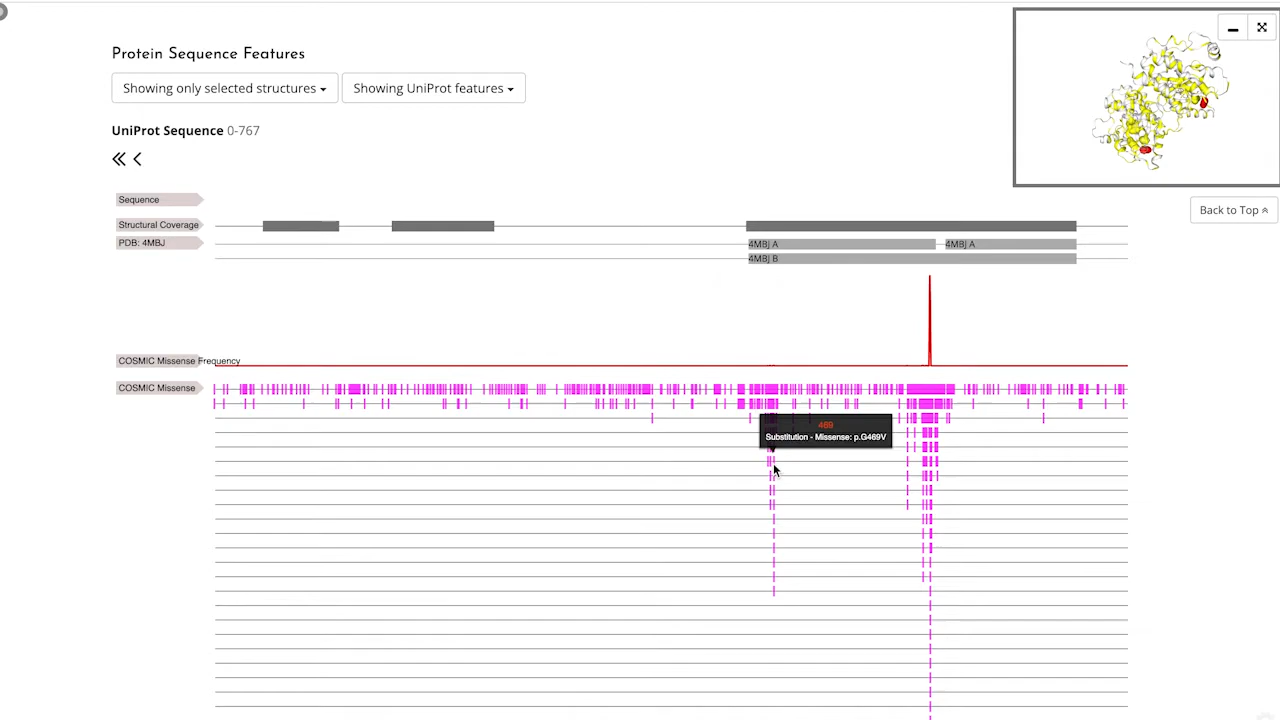 Protein Sequence Features
Showing only selected structures
Showing UniProt features
UniProt Sequence 0-767
Back to Top
Sequence
Structural Coverage
PDB: 4MBJ
4MBJ A
4MBJ A
4MBJ B
COSMIC Missense Frequency
COSMIC Missense
469
Substitution - Missense: p.G469V